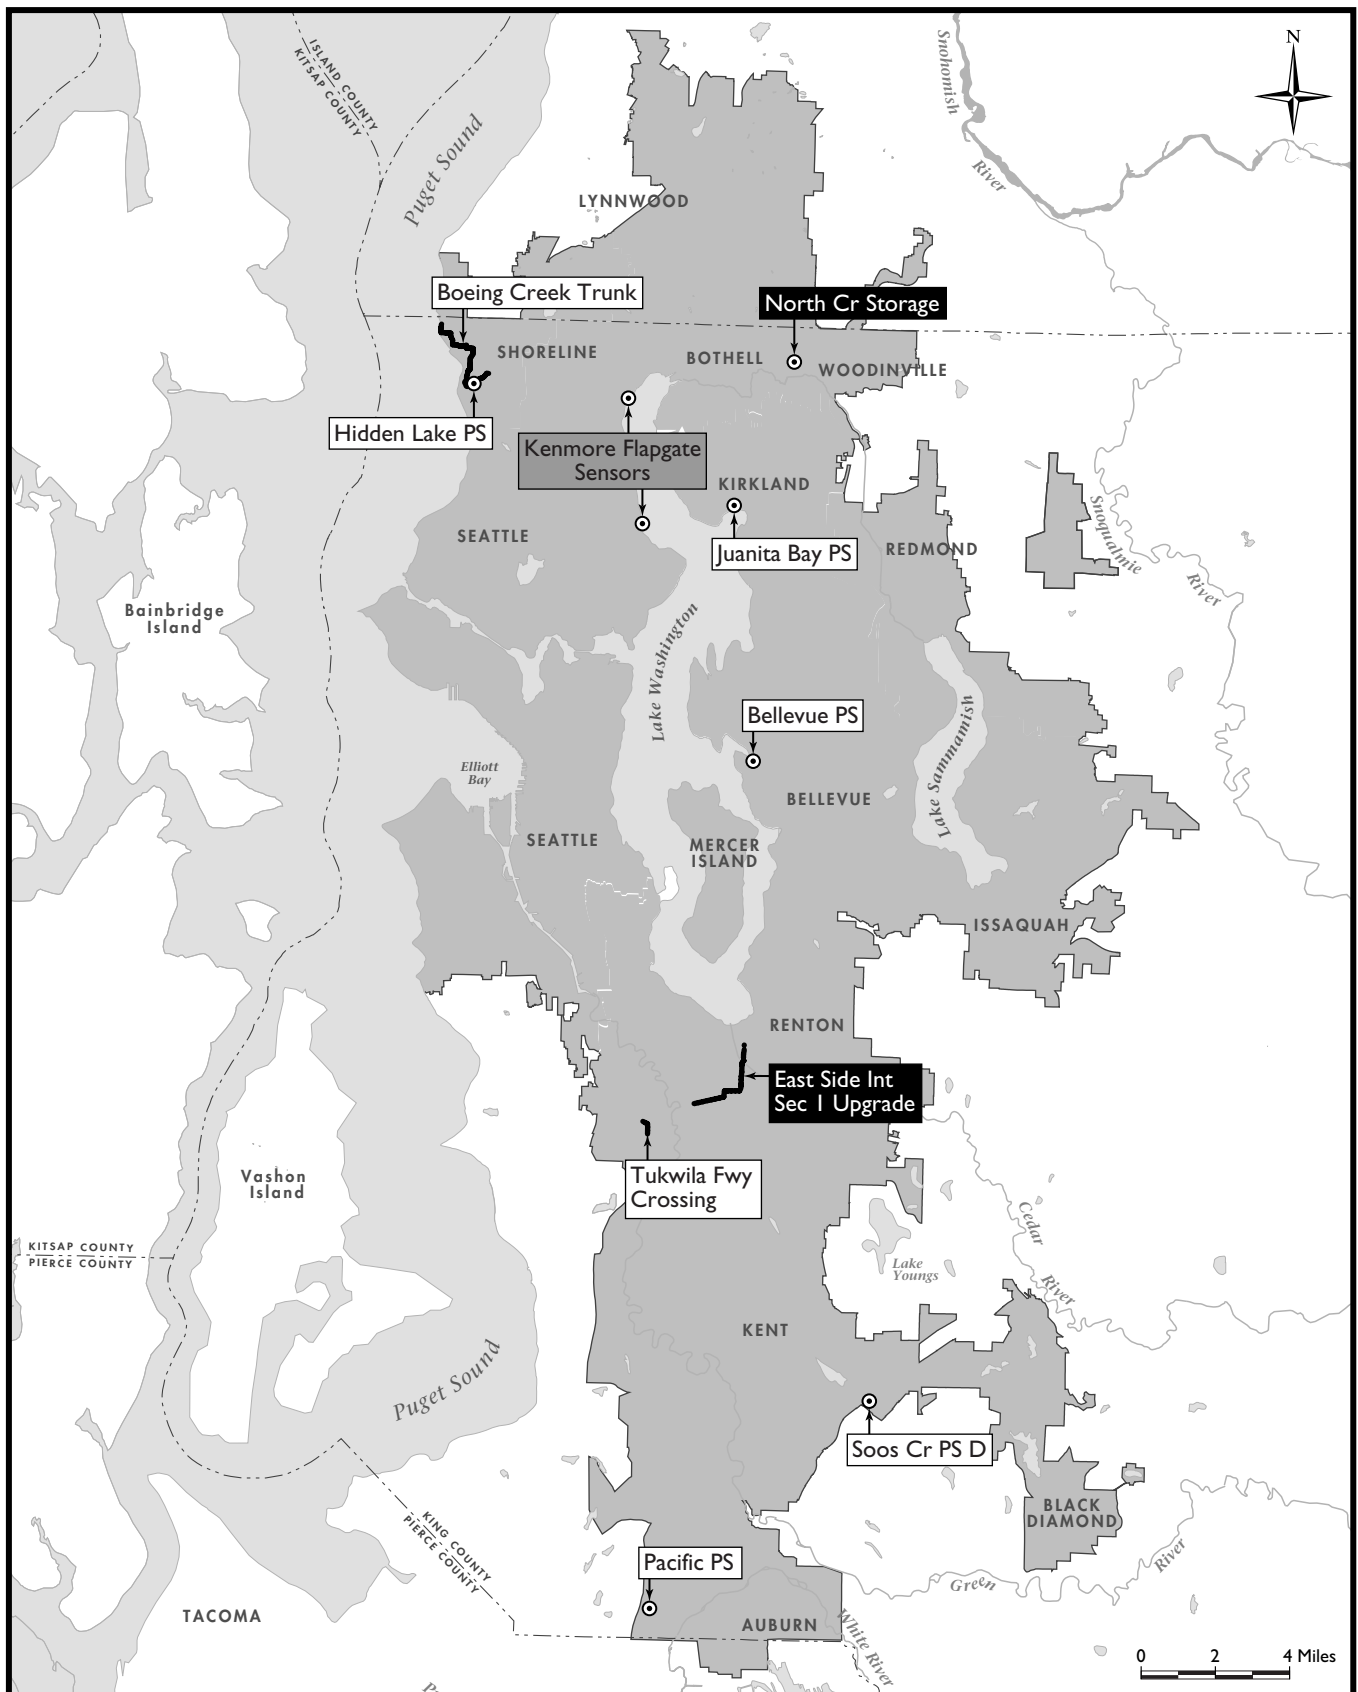 N
ISLAND COUNTY
KITSAP COUNTY
Puget Sound
Snohomish
River
LYNNWOOD
Boeing Creek Trunk
North Cr Storage
SHORELINE
BOTHELL
WOODINVILLE
Hidden Lake PS
Kenmore Flapgate
Sensors
KIRKLAND
SEATTLE
Juanita Bay PS
REDMOND
Snoqualmie
River
Bainbridge
Island
Lake Washington
Bellevue PS
Lake Sammamish
Elliott
Bay
BELLEVUE
SEATTLE
MERCER
ISLAND
ISSAQUAH
RENTON
East Side Int
Sec 1 Upgrade
Tukwila Fwy
Crossing
Vashon
Island
Cedar
River
KITSAP COUNTY
PIERCE COUNTY
Lake
Youngs
KENT
Puget Sound
Soos Cr PS D
BLACK
DIAMOND
KING COUNTY
PIERCE COUNTY
Pacific PS
Green
River
TACOMA
AUBURN
White River
0 2 4 Miles